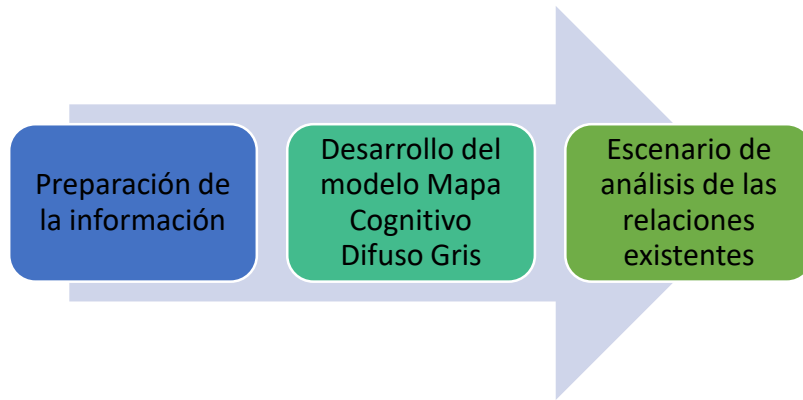 Preparación de
la información
Desarrollo del
modelo Mapa
Cognitivo
Difuso Gris
Escenario de
análisis de las
relaciones
existentes